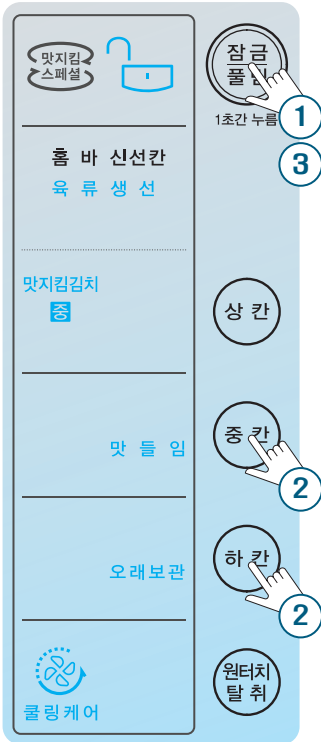 맛지킴
스페셜
잠금
풀림
1초간 누름
1
3
홈 바 신선칸
육 류 생 선
맛지킴김치
중
상 칸
맛 들 임
중 칸
2
오래보관
하 칸
2
쿨링케어
원터치
탈 취